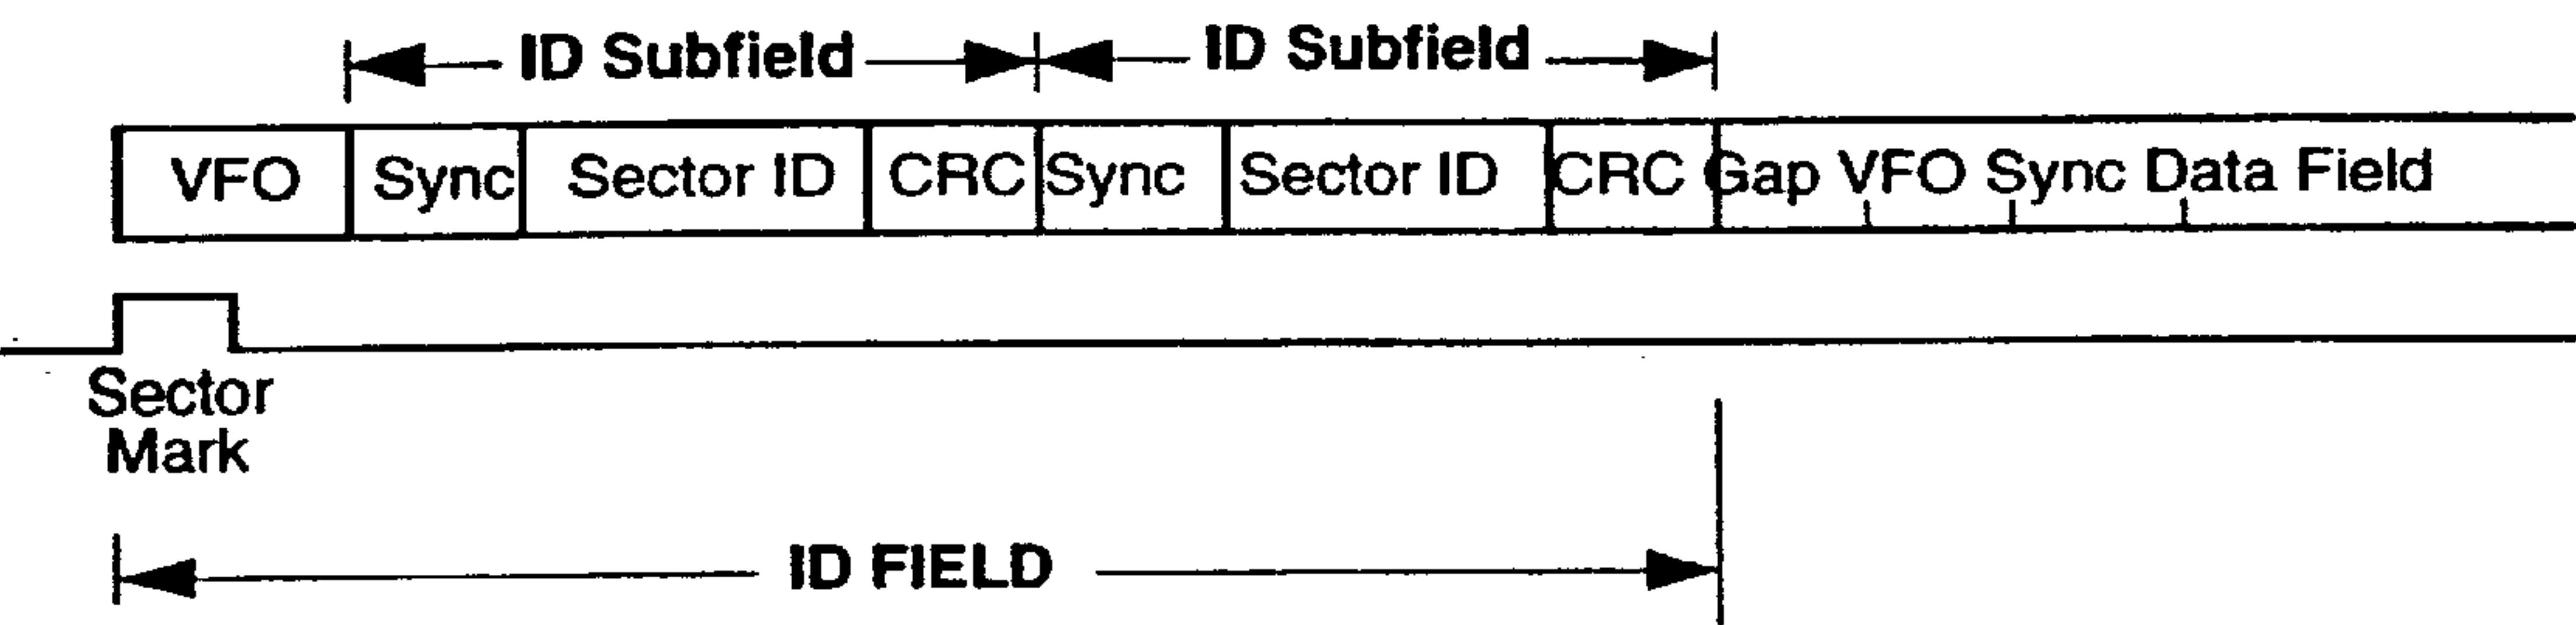 ID Subfield ID Subfield
VFO Sync Sector ID CRC Sync Sector ID CRC Gap VFO Sync Data Field
Sector
Mark
ID FIELD